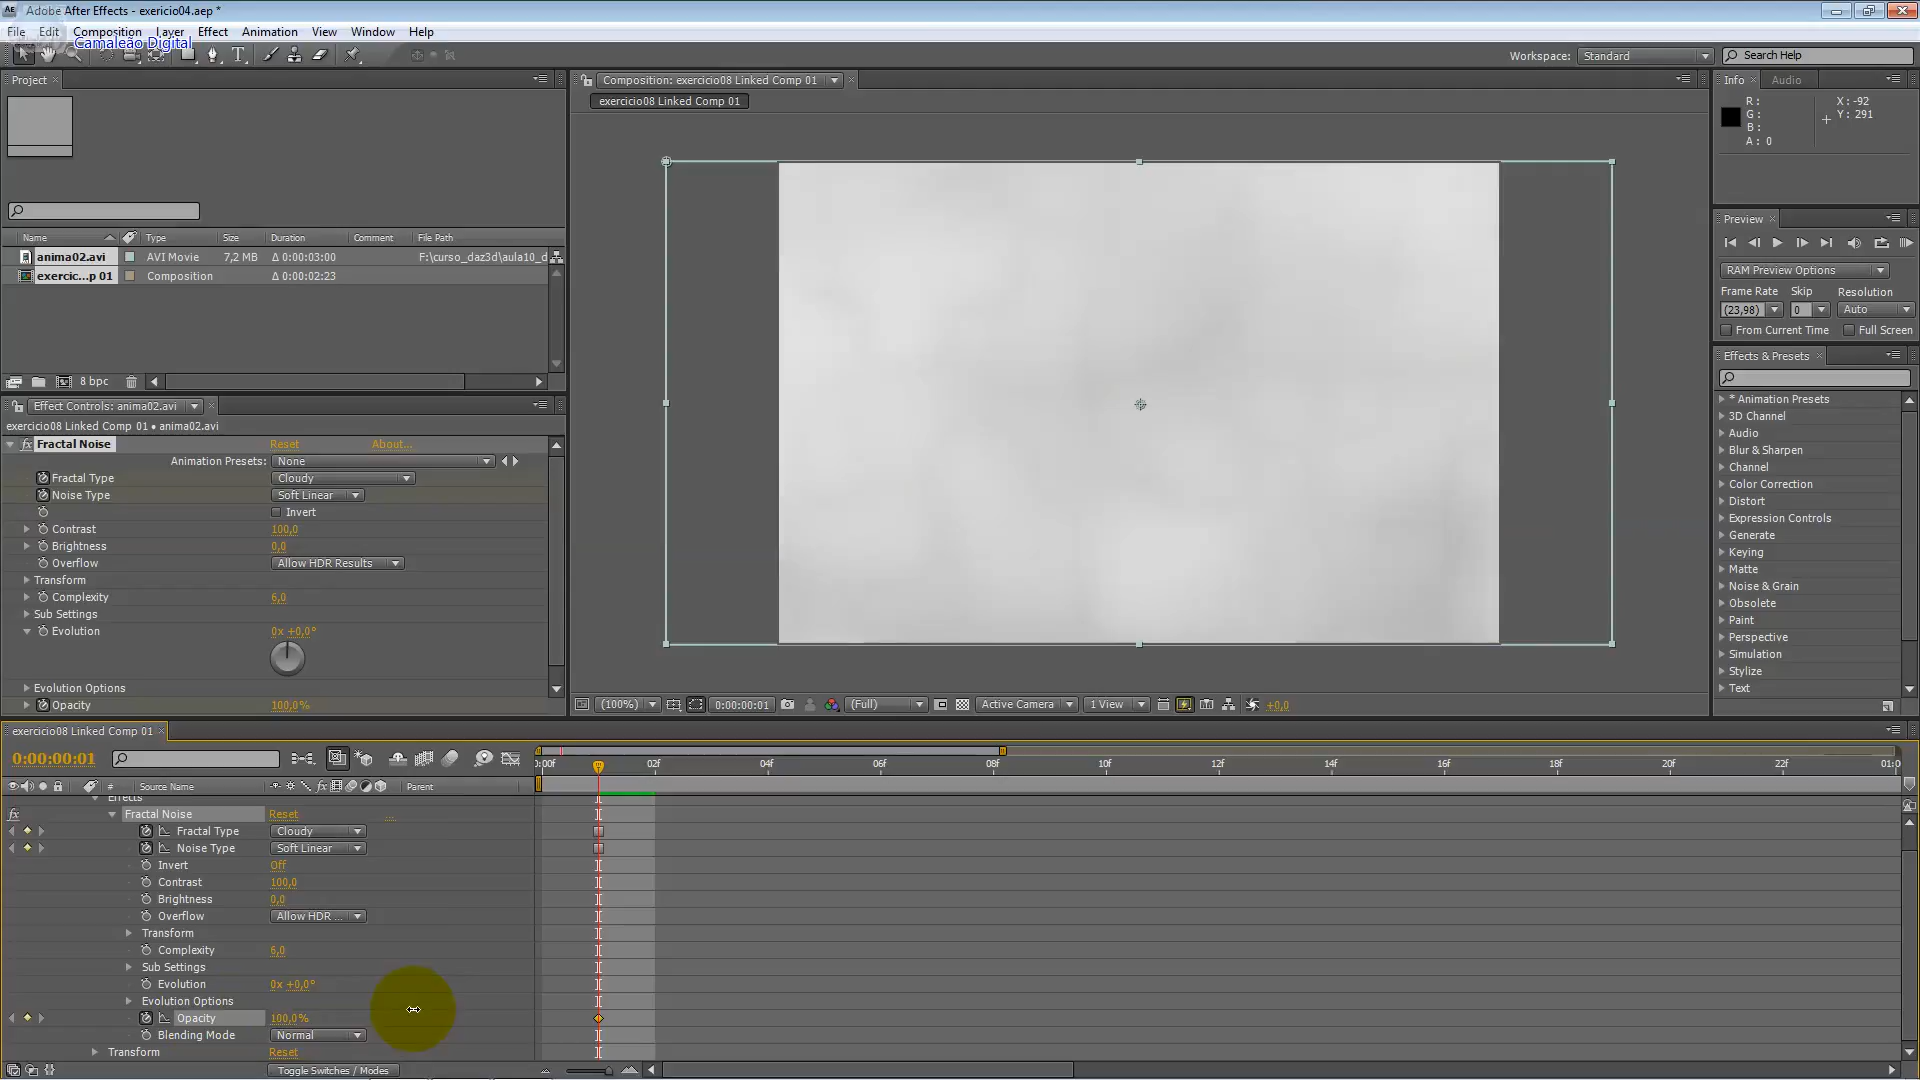 Adobe After Effects - exericio04.aep *
File Edit Composition Layer Effect Animation View Window Help
Camaleão Digital
Workspace: Standard Search Help
Project
Name Type Size Duration Comment File Path
anima02.avi AVI Movie 7,2 MB Δ 0:00:03:00 F:\curso_daz3d\aula10_d
exercic...p 01 Composition Δ 0:00:02:23
8 bpc
Effect Controls: anima02.avi
exercicio08 Linked Comp 01 • anima02.avi
Fractal Noise Reset About...
Animation Presets: None
Fractal Type Cloudy
Noise Type Soft Linear
Invert
Contrast 100,0
Brightness 0,0
Overflow Allow HDR Results
Transform
Complexity 6,0
Sub Settings
Evolution 0x +0,0°
Evolution Options
Opacity 100,0%
Composition: exercicio08 Linked Comp 01
exercicio08 Linked Comp 01
(100%) 0:00:00:01 (Full) Active Camera 1 View +0,0
Info Audio
R: X: -92
G: Y: 291
B:
A: 0
Preview
RAM Preview Options
Frame Rate Skip Resolution
(23,98) 0 Auto
From Current Time Full Screen
Effects & Presets
* Animation Presets
3D Channel
Audio
Blur & Sharpen
Channel
Color Correction
Distort
Expression Controls
Generate
Keying
Matte
Noise & Grain
Obsolete
Paint
Perspective
Simulation
Stylize
Text
exercicio08 Linked Comp 01
0:00:00:01
0:00f 02f 04f 06f 08f 10f 12f 14f 16f 18f 20f 22f 01:0
# Source Name Parent
Effects
Fractal Noise Reset ...
Fractal Type Cloudy
Noise Type Soft Linear
Invert Off
Contrast 100,0
Brightness 0,0
Overflow Allow HDR ...
Transform
Complexity 6,0
Sub Settings
Evolution 0x +0,0°
Evolution Options
Opacity 100,0%
Blending Mode Normal
Transform Reset
Toggle Switches / Modes